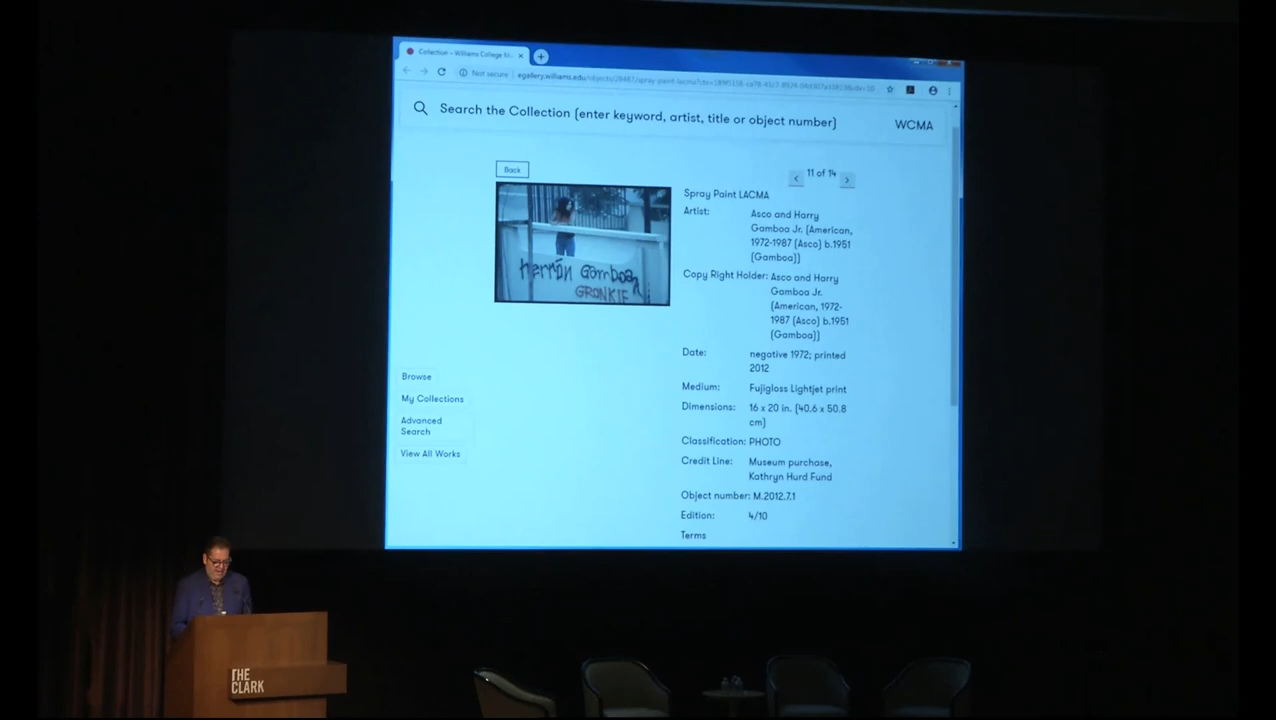 Collection – Williams College M...
Not secure
Search the Collection (enter keyword, artist, title or object number)
WCMA
Back
11 of 14
Spray Paint LACMA
Artist: Asco and Harry
Gamboa Jr. (American,
1972-1987 (Asco) b.1951
(Gamboa))
Copy Right Holder: Asco and Harry
Gamboa Jr.
(American, 1972-
1987 (Asco) b.1951
(Gamboa))
Date: negative 1972; printed
2012
Medium: Fujigloss Lightjet print
Dimensions: 16 x 20 in. (40.6 x 50.8
cm)
Classification: PHOTO
Credit Line: Museum purchase,
Kathryn Hurd Fund
Object number: M.2012.7.1
Edition: 4/10
Terms
Herrón Gamboa
GRONKIE
Browse
My Collections
Advanced
Search
View All Works
THE
CLARK